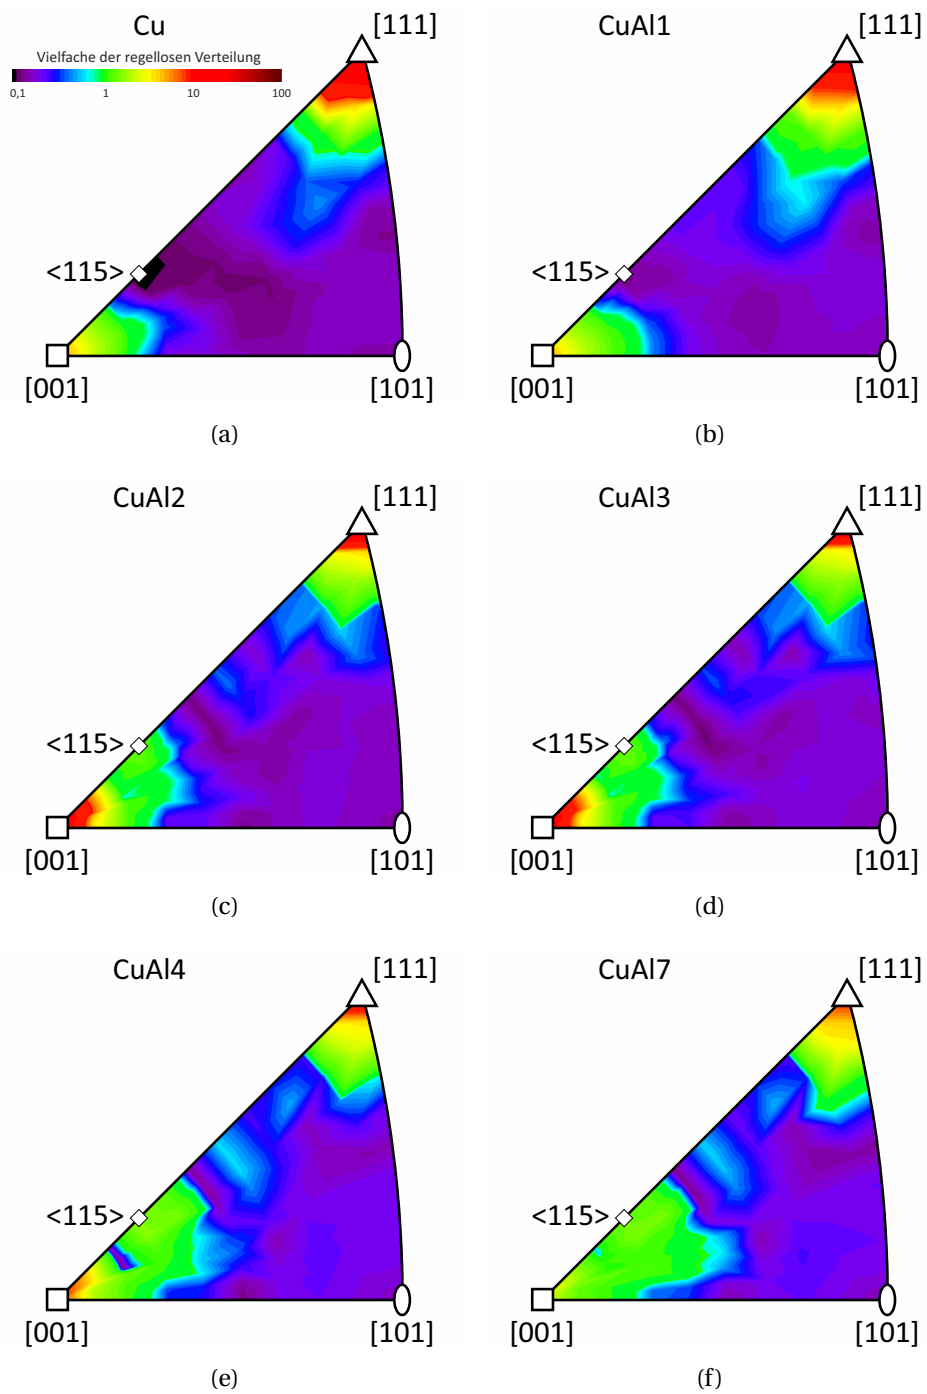 Cu
[111]
Vielfache der regellosen Verteilung
0,1 1 10 100
<115>
[001] [101]
(a)
CuAl1
[111]
<115>
[001] [101]
(b)
CuAl2
[111]
<115>
[001] [101]
(c)
CuAl3
[111]
<115>
[001] [101]
(d)
CuAl4
[111]
<115>
[001] [101]
(e)
CuAl7
[111]
<115>
[001] [101]
(f)